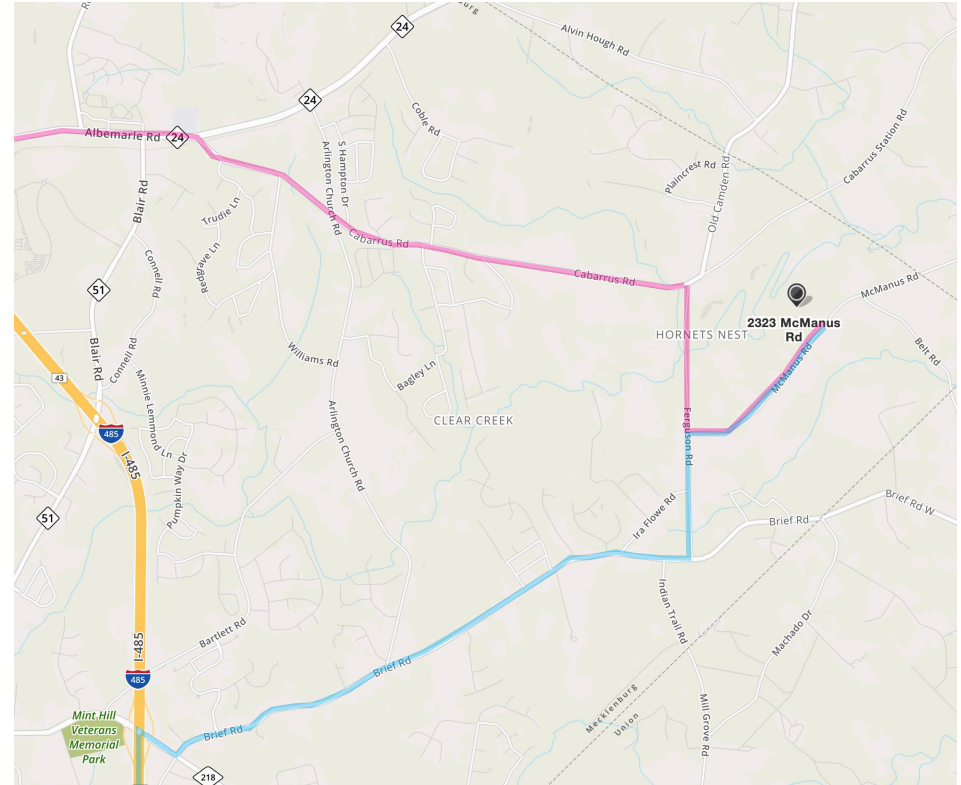 burg
24
Alvin Hough Rd
24
Coble Rd
Albemarle Rd
24
S Hampton Dr
Arlington Church Rd
Cabarrus Station Rd
Plaincrest Rd
Old Camden Rd
Blair Rd
Trudie Ln
Cabarrus Rd
Connell Rd
Cabarrus Rd
51
McManus Rd
2323 McManus
Rd
HORNETS NEST
Blair Rd
Connell Rd
Williams Rd
Belt Rd
McManus Rd
43
Minnie Lemmond Ln
Bagley Ln
Arlington Church Rd
CLEAR CREEK
Ferguson Rd
485
I-485
Pumpkin Way Dr
51
Ira Flowe Rd
Brief Rd W
Brief Rd
Indian Trail Rd
Machado Dr
Bartlett Rd
I-485
485
Brief Rd
Mecklenburg
Union
Mill Grove Rd
Mint Hill
Veterans
Memorial
Park
Brief Rd
218